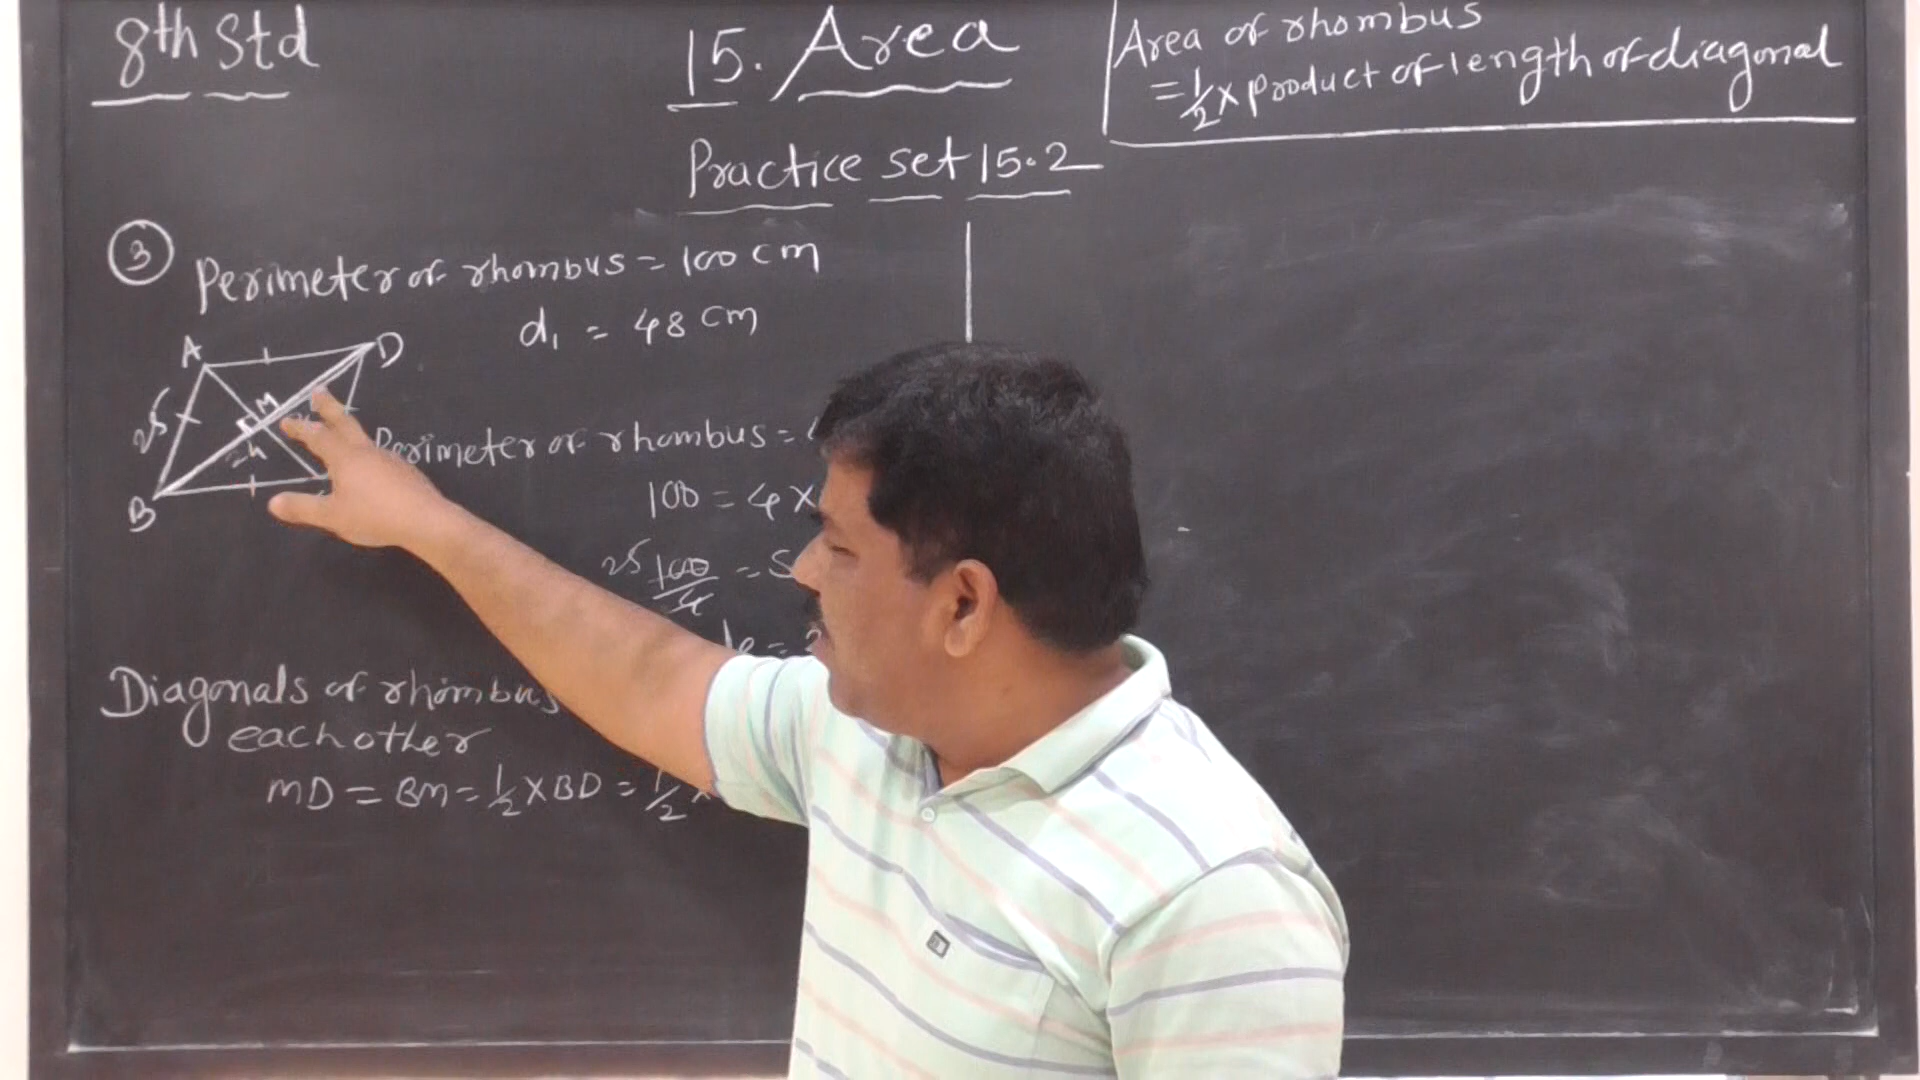 8th Std
15. Area
Area of rhombus
= 1/2 x product of length of diagonal
Practice set 15.2
3 Perimeter of rhombus = 100 cm
d1 = 48 cm
A D
M
25
24
B
Perimeter of rhombus =
100 = 4 ×
25 100/4 = S
Diagonals of rhombus
each other
MD = BM = 1/2 X BD = 1/2 ×